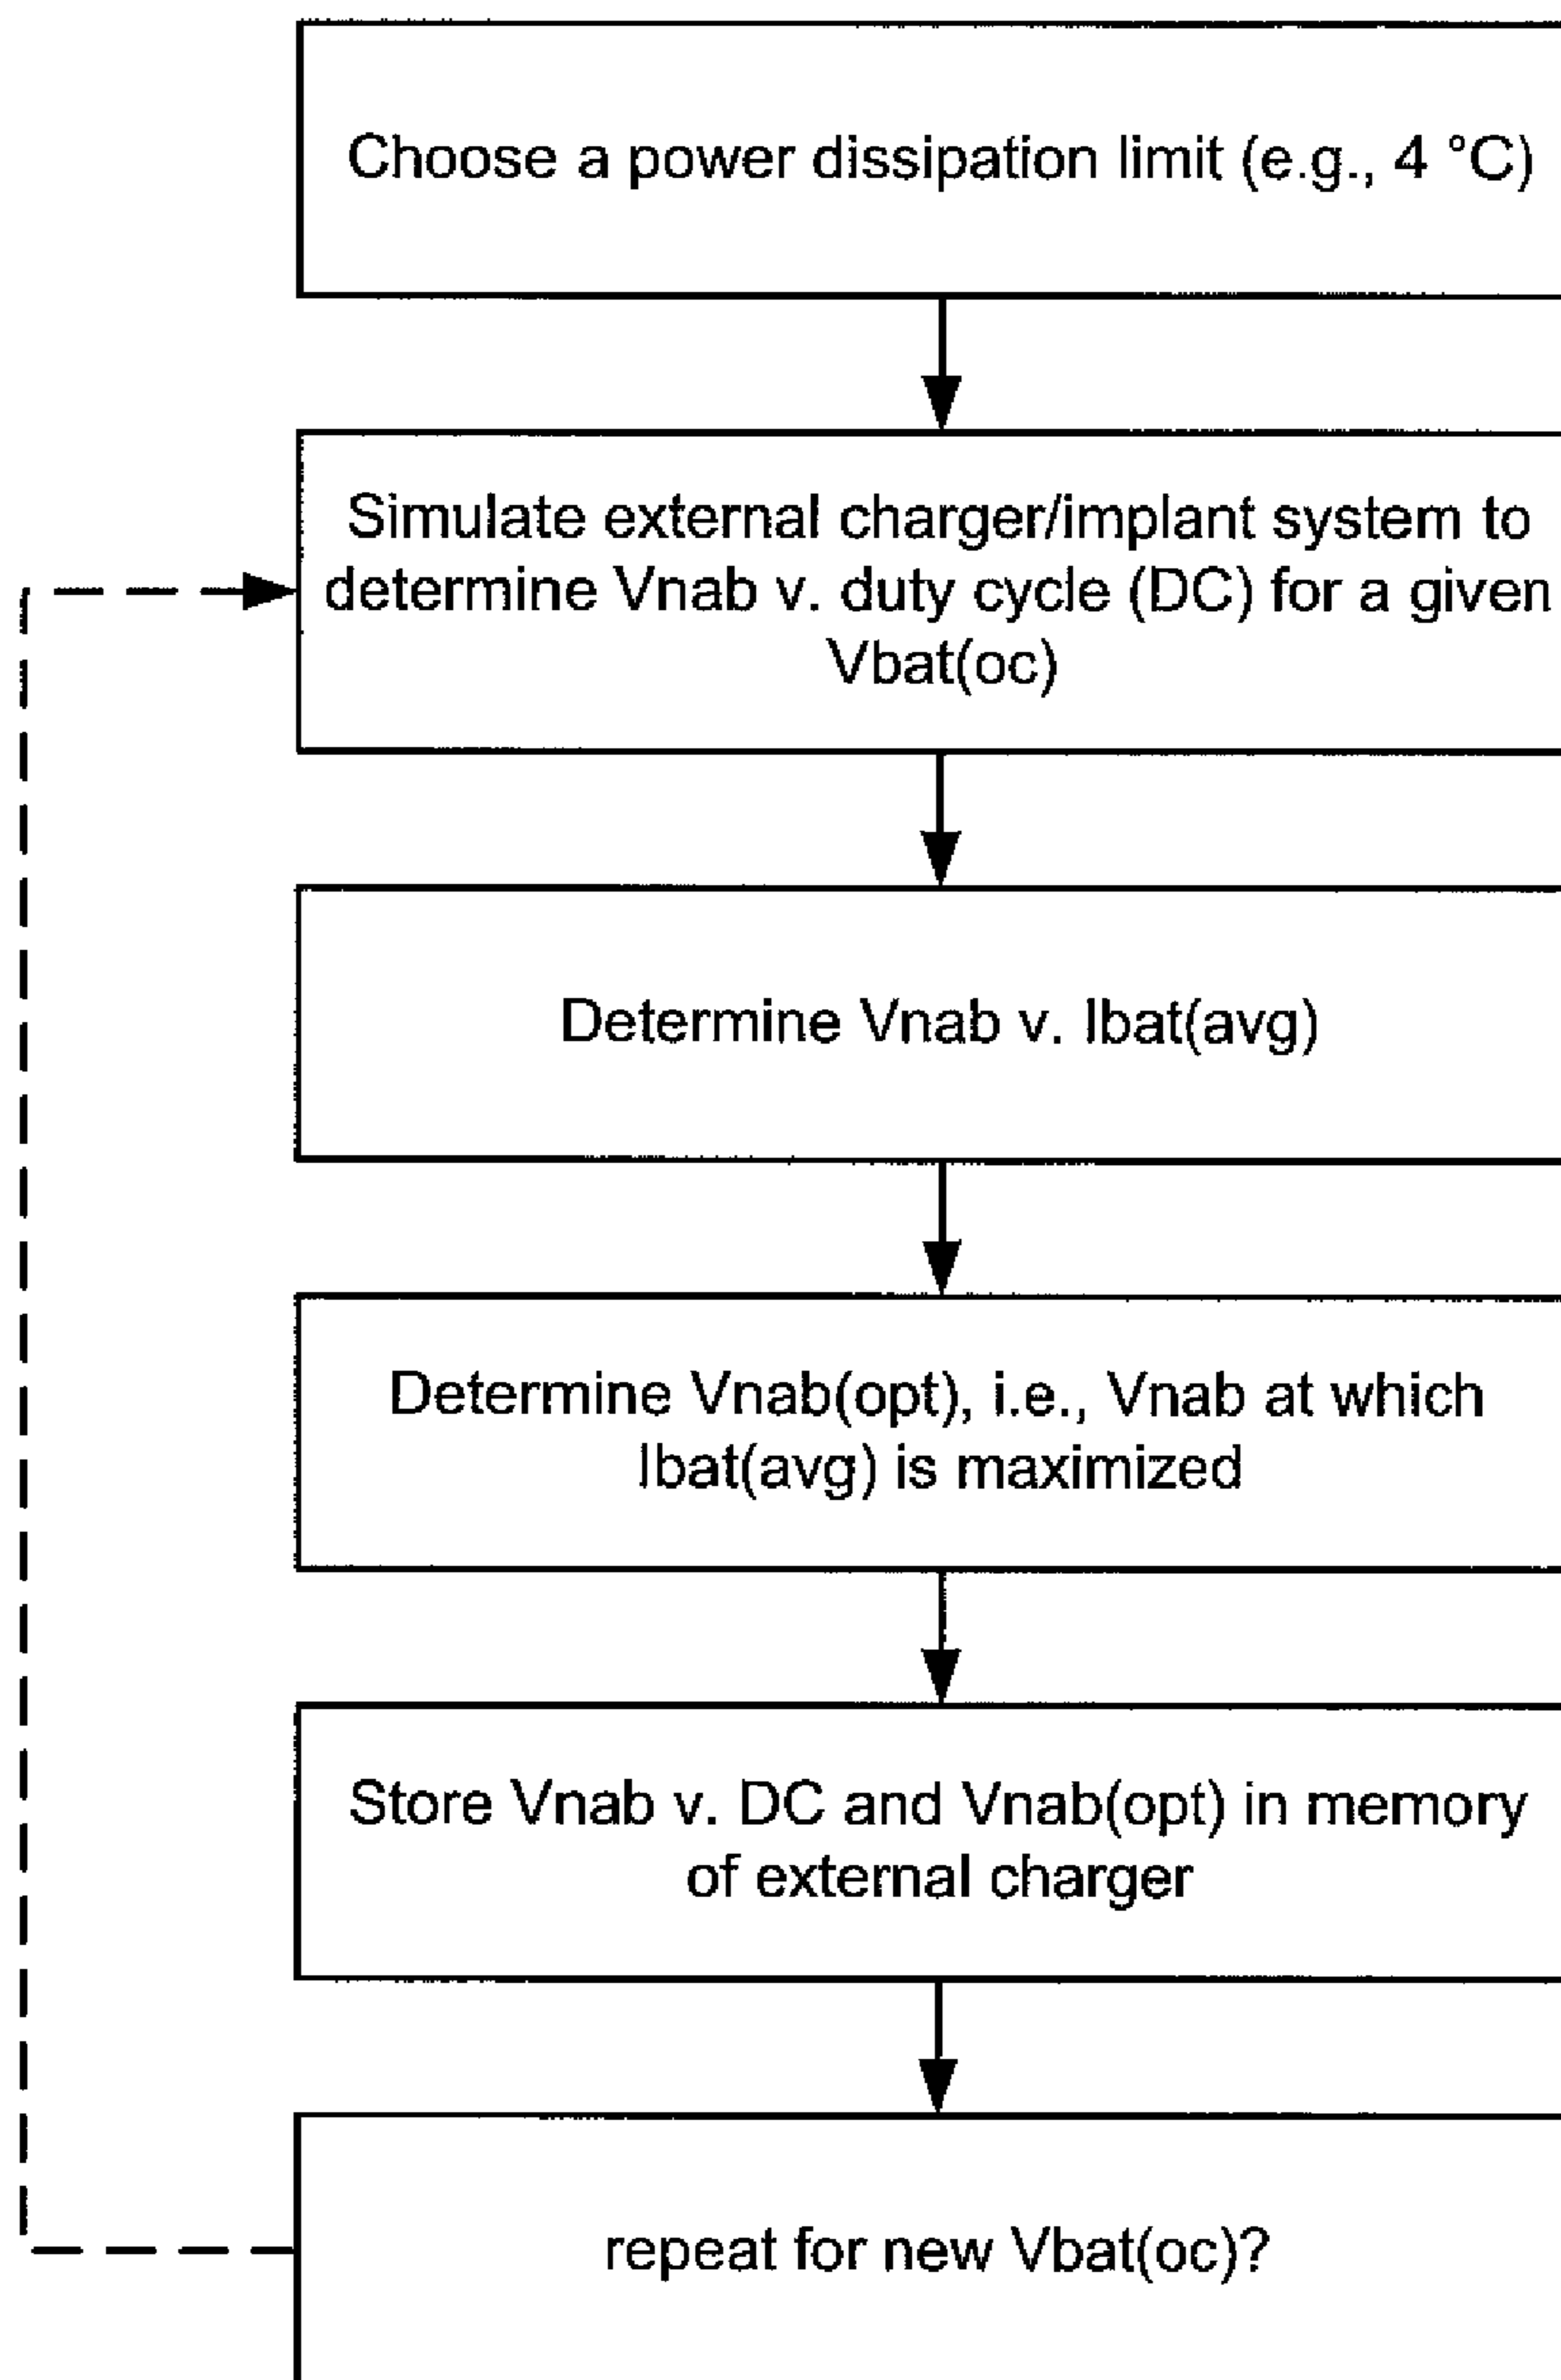 Choose a power dissipation limit (e.g., 4 °C)
Simulate external charger/implant system to
determine Vnab v. duty cycle (DC) for a given
Vbat(oc)
Determine Vnab v. Ibat(avg)
Determine Vnab(opt), i.e., Vnab at which
Ibat(avg) is maximized
Store Vnab v. DC and Vnab(opt) in memory
of external charger
repeat for new Vbat(oc)?